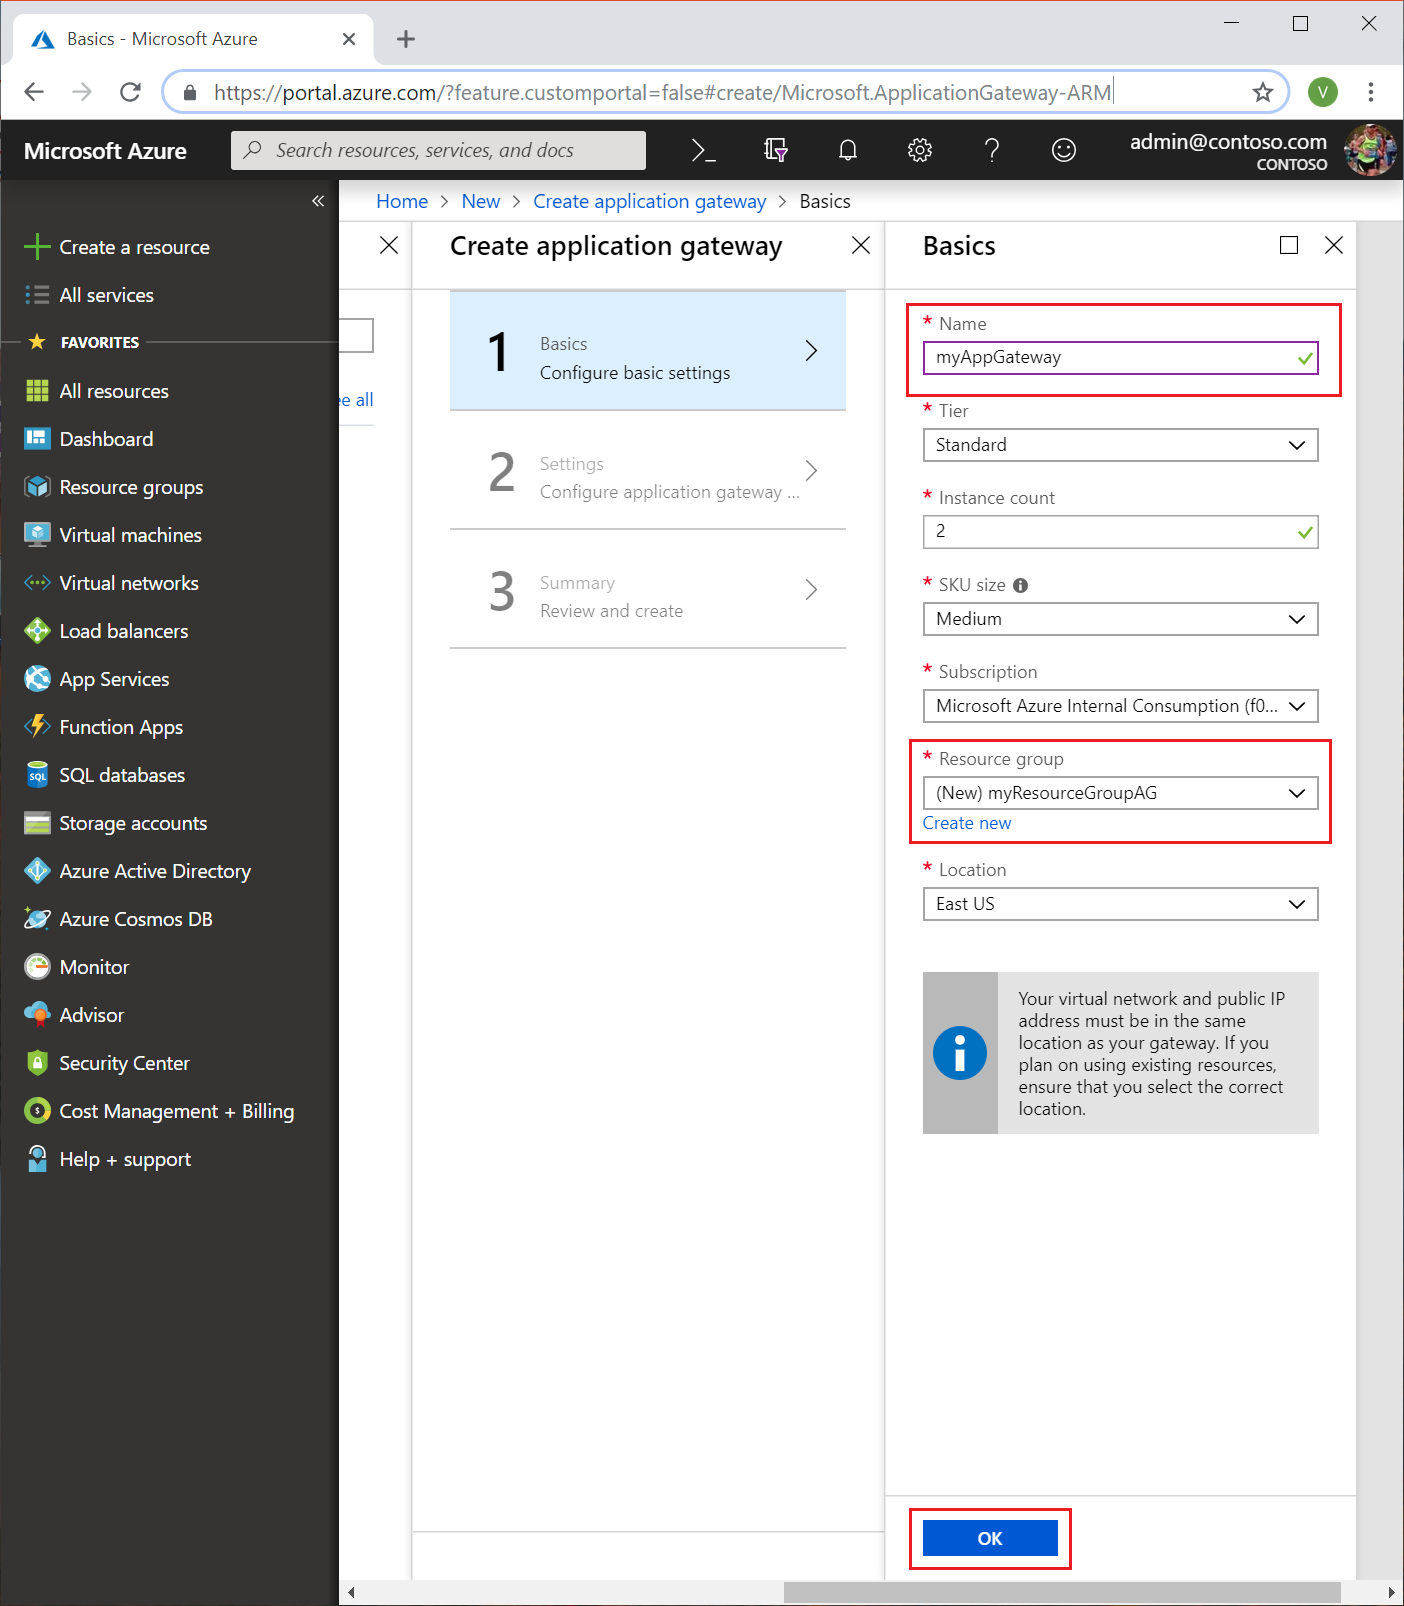 Basics - Microsoft Azure
https://portal.azure.com/?feature.customportal=false#create/Microsoft.ApplicationGateway-ARM
V
Microsoft Azure
Search resources, services, and docs
admin@contoso.com
CONTOSO
Create a resource
All services
FAVORITES
All resources
Dashboard
Resource groups
Virtual machines
Virtual networks
Load balancers
App Services
Function Apps
SQL
SQL databases
Storage accounts
Azure Active Directory
Azure Cosmos DB
Monitor
Advisor
Security Center
Cost Management + Billing
Help + support
Home > New > Create application gateway > Basics
ee all
Create application gateway
1
Basics
Configure basic settings
2
Settings
Configure application gateway ...
3
Summary
Review and create
Basics
* Name
myAppGateway
* Tier
Standard
* Instance count
2
* SKU size
Medium
* Subscription
Microsoft Azure Internal Consumption (f0...
* Resource group
(New) myResourceGroupAG
Create new
* Location
East US
Your virtual network and public IP
address must be in the same
location as your gateway. If you
plan on using existing resources,
ensure that you select the correct
location.
OK